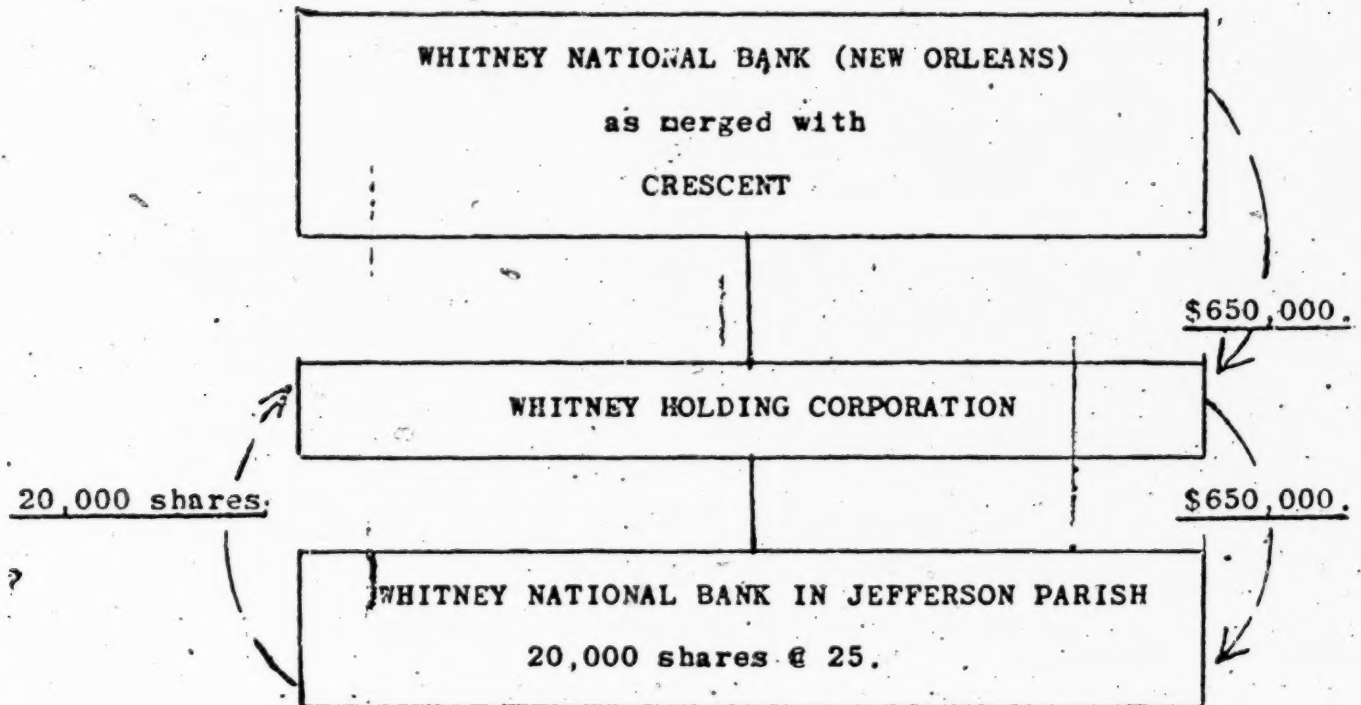 WHITNEY NATIONAL BANK (NEW ORLEANS)
as merged with
CRESCENT
$650,000.
WHITNEY HOLDING CORPORATION
20,000 shares
$650,000.
WHITNEY NATIONAL BANK IN JEFFERSON PARISH
20,000 shares @ 25.